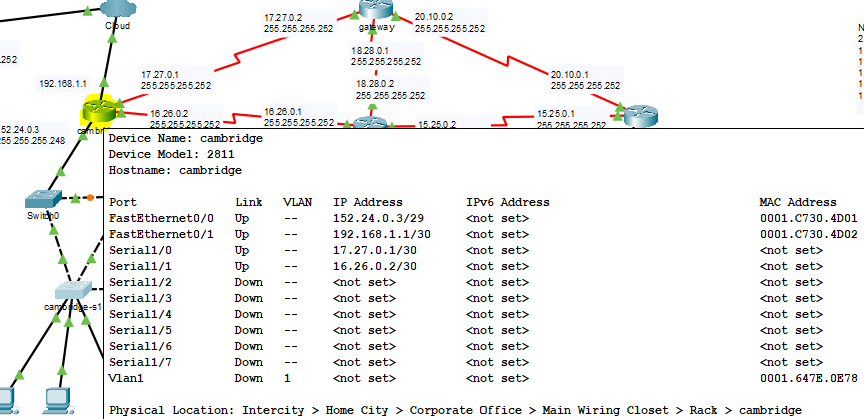 Cloud
gateway
17.27.0.2
255.255.255.252
20.10.0.2
255.255.255.252
N
2
.252
18.28.0.1
255.255.255.252
17.27.0.1
255.255.255.252
20.10.0.1
255.255.255.252
192.168.1.1
18.28.0.2
255.255.255.252
16.26.0.2
255.255.255.252
16.26.0.1
255.255.255.252
15.25.0.2
15.25.0.1
255.255.255.252
52.24.0.3
255.255.255.248
Device Name: cambridge
Device Model: 2811
Hostname: cambridge
Port Link VLAN IP Address IPv6 Address MAC Address
FastEthernet0/0 Up -- 152.24.0.3/29 <not set> 0001.C730.4D01
FastEthernet0/1 Up -- 192.168.1.1/30 <not set> 0001.C730.4D02
Serial1/0 Up -- 17.27.0.1/30 <not set> <not set>
Serial1/1 Up -- 16.26.0.2/30 <not set> <not set>
Serial1/2 Down -- <not set> <not set> <not set>
Serial1/3 Down -- <not set> <not set> <not set>
Serial1/4 Down -- <not set> <not set> <not set>
Serial1/5 Down -- <not set> <not set> <not set>
Serial1/6 Down -- <not set> <not set> <not set>
Serial1/7 Down -- <not set> <not set> <not set>
Vlan1 Down 1 <not set> <not set> 0001.647E.0E78
Physical Location: Intercity > Home City > Corporate Office > Main Wiring Closet > Rack > cambridge
Switch0
cambridge-s1